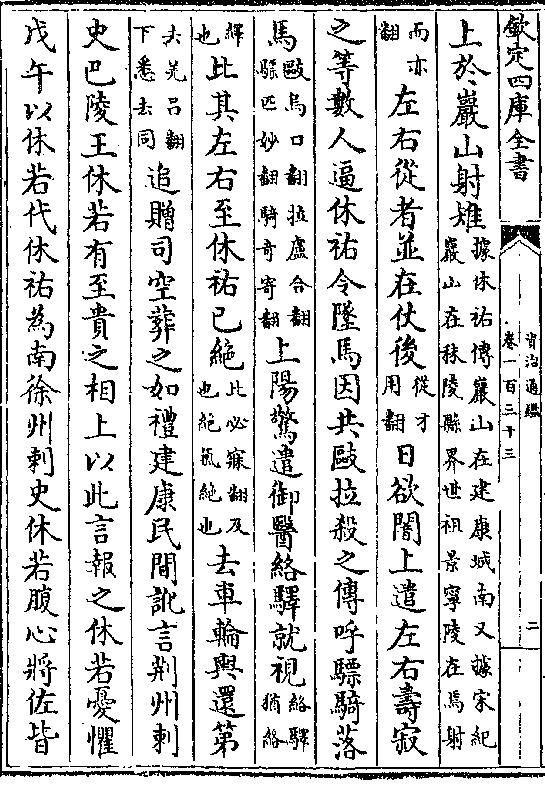 欽定四庫全書
資治通鑑
卷一百三十三
二
上於巖山射雉據休祐傳巖山在建康城南又據宋紀巖山在秣陵縣界世祖景寧陵在焉射
而亦翻左右從者並在仗後從才用翻日欲闇上遣左右壽寂
之等數人逼休祐令墜馬因共毆拉殺之傳呼驃騎落
馬毆烏口翻拉盧合翻驃匹妙翻騎奇寄翻上陽驚遣御醫絡驛就視絡驛猶絡
繹也比其左右至休祐已絕比必寐翻及也絕氣絕也去車輪輿還第
去羌呂翻下悉去同追贈司空葬之如禮建康民間訛言荆州刺
史巴陵王休若有至貴之相上以此言報之休若憂懼
戊午以休若代休祐為南徐州刺史休若腹心將佐皆